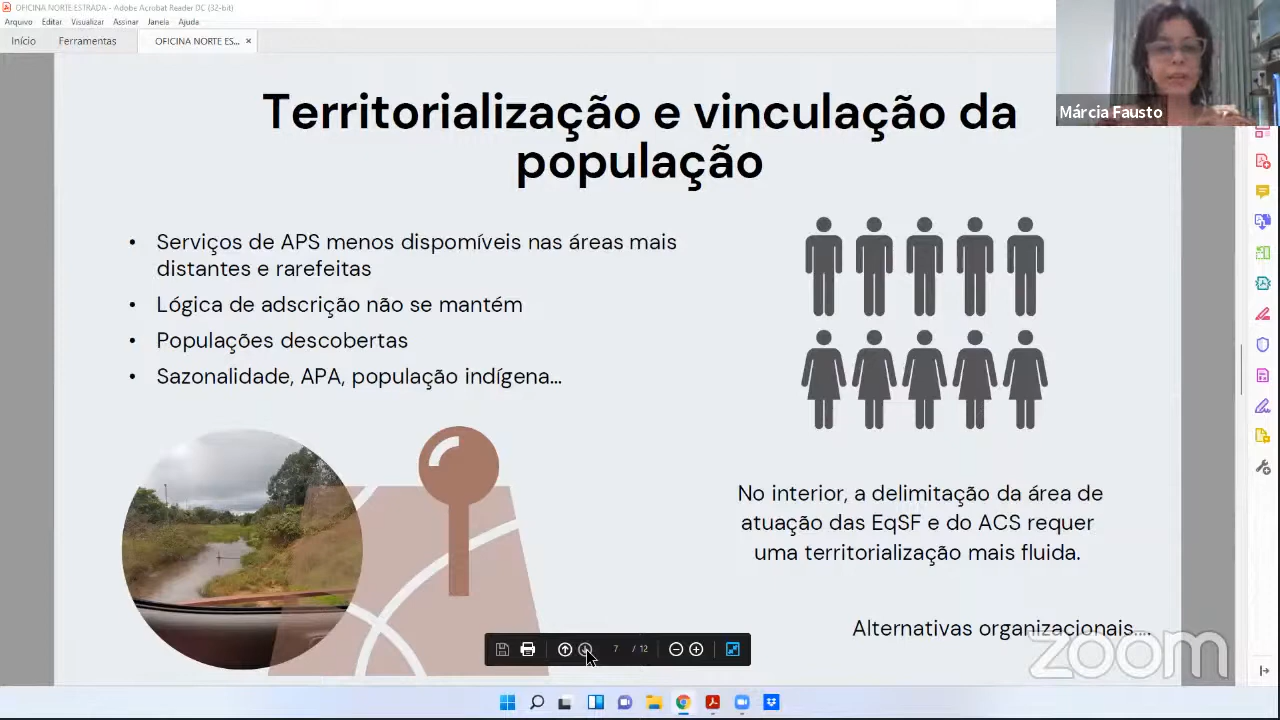 OFICINA NORTE ESTRADA - Adobe Acrobat Reader DC (32-bit)
Arquivo Editar Visualizar Assinar Janela Ajuda
Início Ferramentas OFICINA NORTE ES... ×
Márcia Fausto
Territorialização e vinculação da
população
• Serviços de APS menos dispomíveis nas áreas mais
distantes e rarefeitas
• Lógica de adscrição não se mantém
• Populações descobertas
• Sazonalidade, APA, população indígena...
No interior, a delimitação da área de
atuação das EqSF e do ACS requer
uma territorialização mais fluida.
Alternativas organizacionais....
7 / 12
zoom